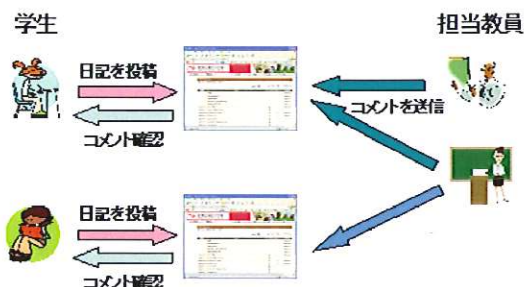 学生
担当教員
日記を投稿
コメントを送信
コメント確認
日記を投稿
コメント確認